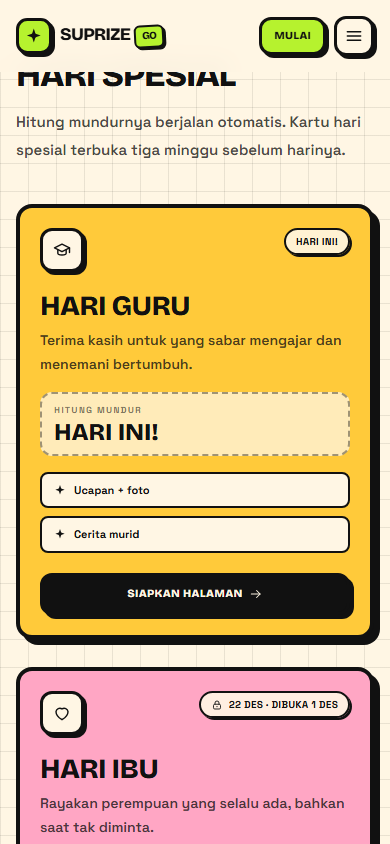 SUPRIZE GO
MULAI
HARI SPESIAL
Hitung mundurnya berjalan otomatis. Kartu hari
spesial terbuka tiga minggu sebelum harinya.
HARI INI!
HARI GURU
Terima kasih untuk yang sabar mengajar dan
menemani bertumbuh.
HITUNG MUNDUR
HARI INI!
Ucapan + foto
Cerita murid
SIAPKAN HALAMAN →
22 DES · DIBUKA 1 DES
HARI IBU
Rayakan perempuan yang selalu ada, bahkan
saat tak diminta.